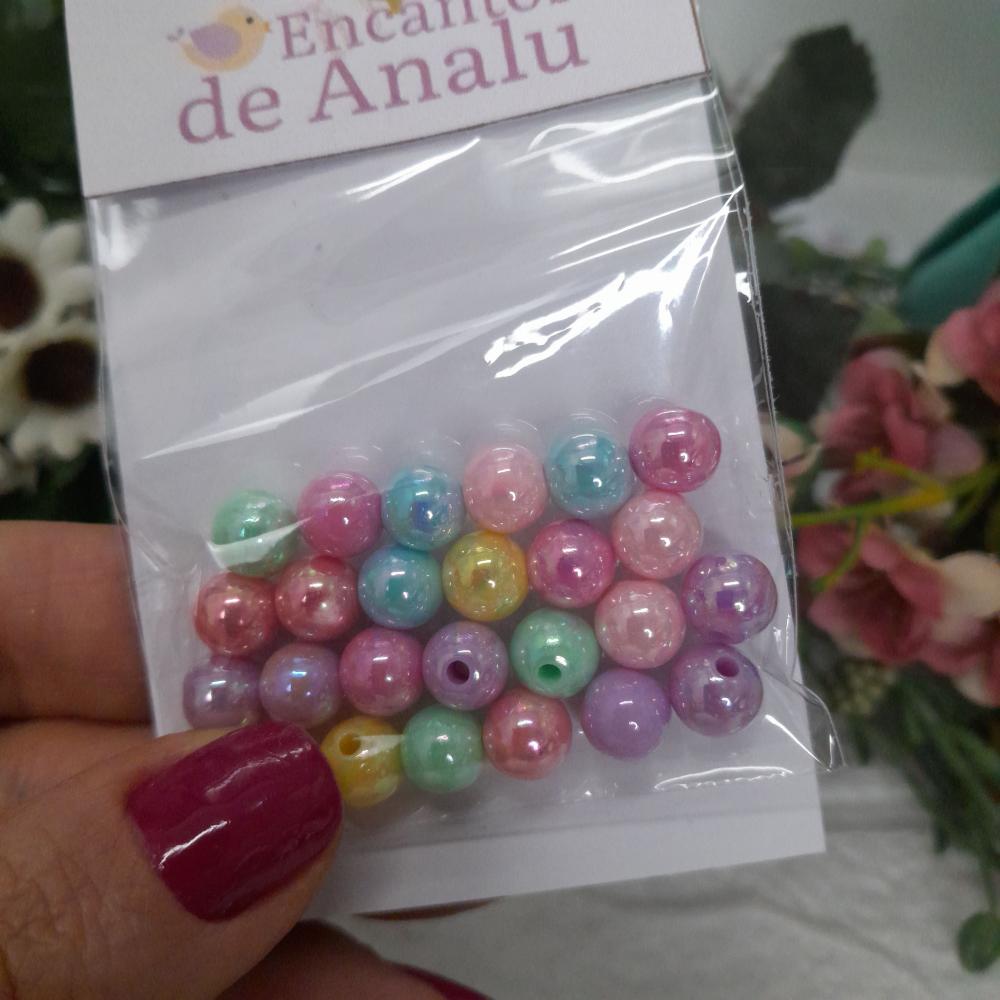 Encantos
de Analu